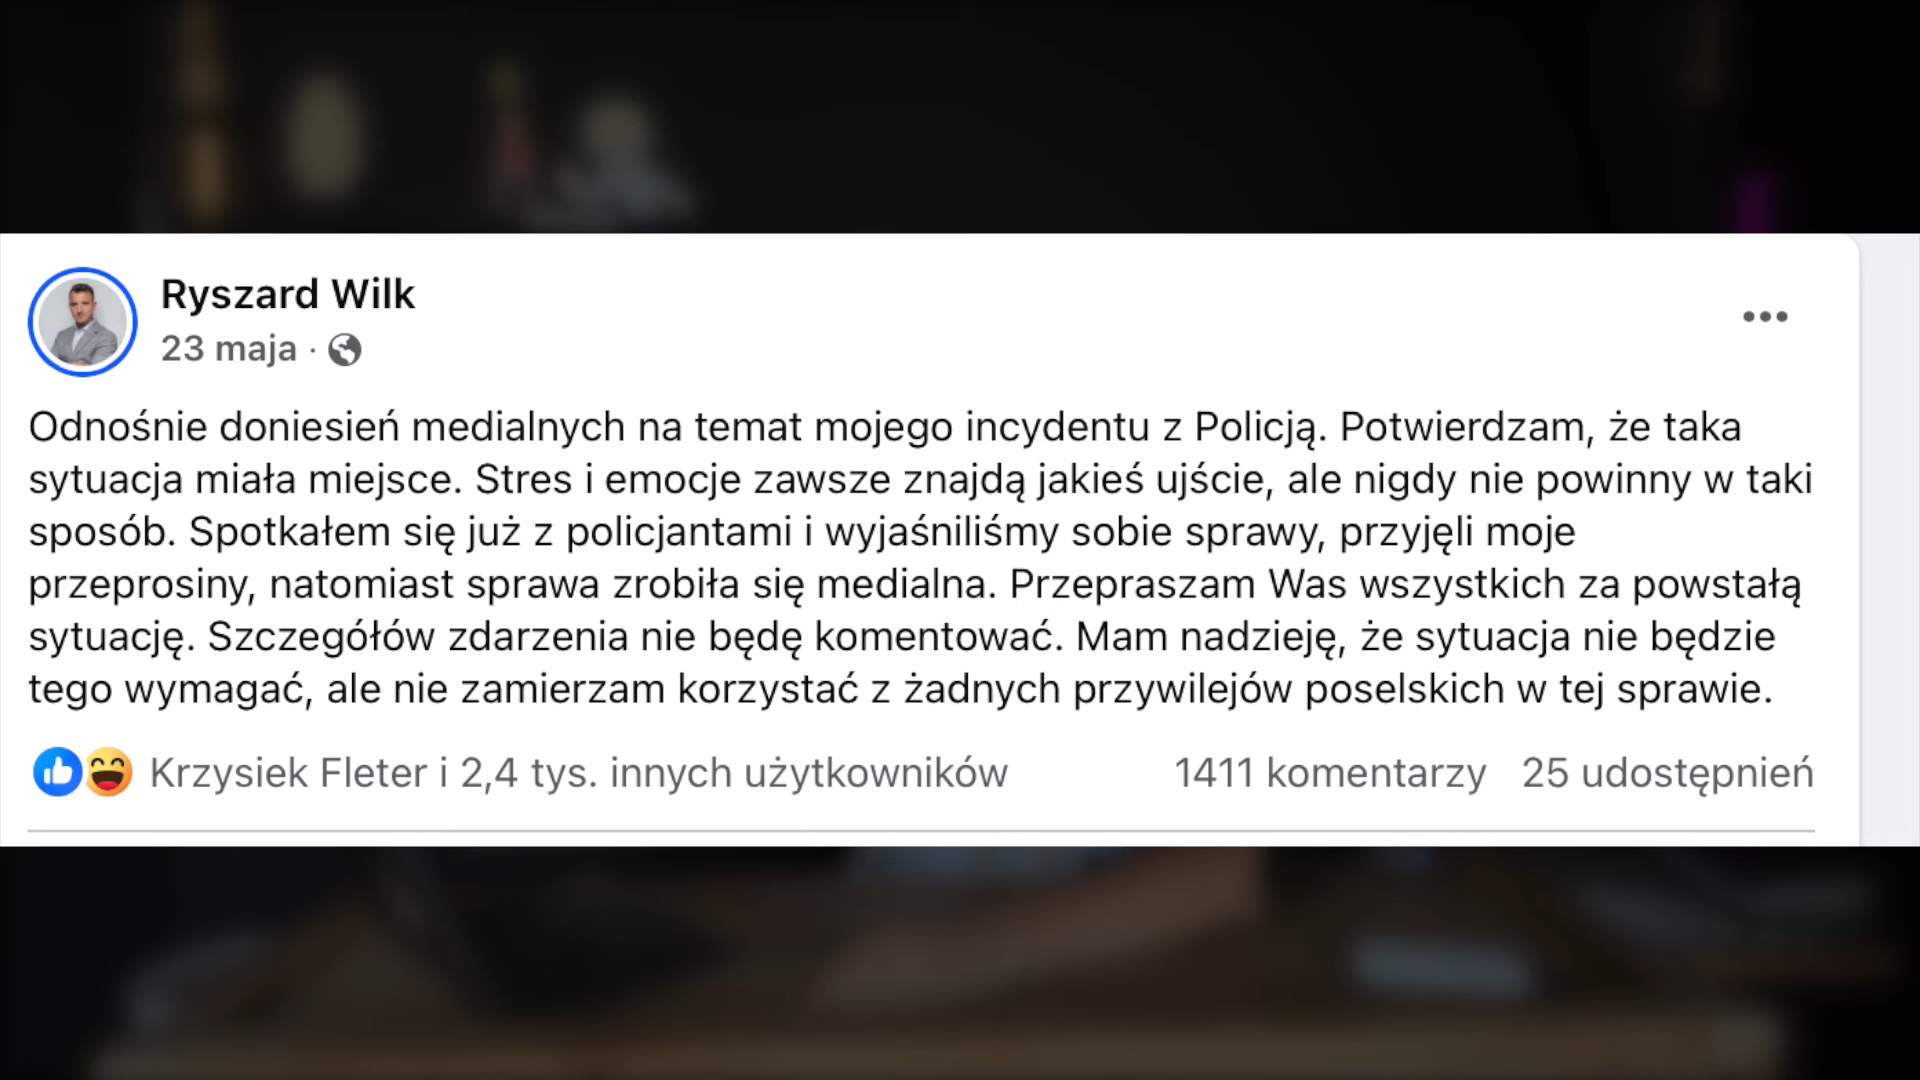 Ryszard Wilk
23 maja ·
Odnośnie doniesień medialnych na temat mojego incydentu z Policją. Potwierdzam, że taka
sytuacja miała miejsce. Stres i emocje zawsze znajdą jakieś ujście, ale nigdy nie powinny w taki
sposób. Spotkałem się już z policjantami i wyjaśniliśmy sobie sprawy, przyjęli moje
przeprosiny, natomiast sprawa zrobiła się medialna. Przepraszam Was wszystkich za powstałą
sytuację. Szczegółów zdarzenia nie będę komentować. Mam nadzieję, że sytuacja nie będzie
tego wymagać, ale nie zamierzam korzystać z żadnych przywilejów poselskich w tej sprawie.
Krzysiek Fleter i 2,4 tys. innych użytkowników 1411 komentarzy 25 udostępnień